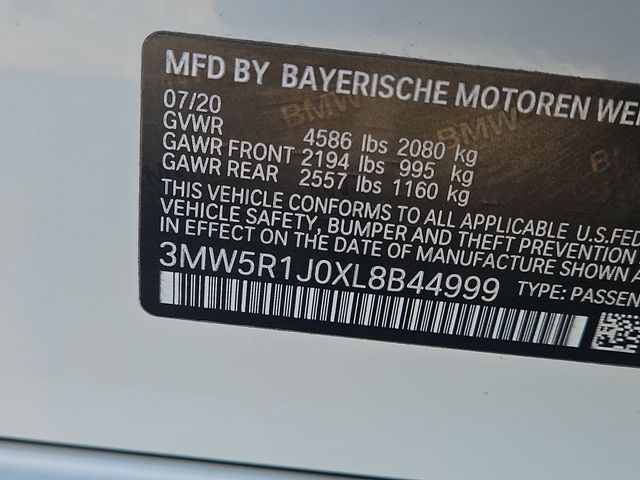 MFD BY BAYERISCHE MOTOREN
07/20
GVWR 4586 lbs 2080 kg
GAWR FRONT 2194 lbs 995 kg
GAWR REAR 2557 lbs 1160 kg
THIS VEHICLE CONFORMS TO ALL APPLICABLE U.S.FED
VEHICLE SAFETY, BUMPER AND THEFT PREVENTION
IN EFFECT ON THE DATE OF MANUFACTURE SHOWN A
3MW5R1J0XL8B44999 TYPE: PASSEN
BMW
BMW